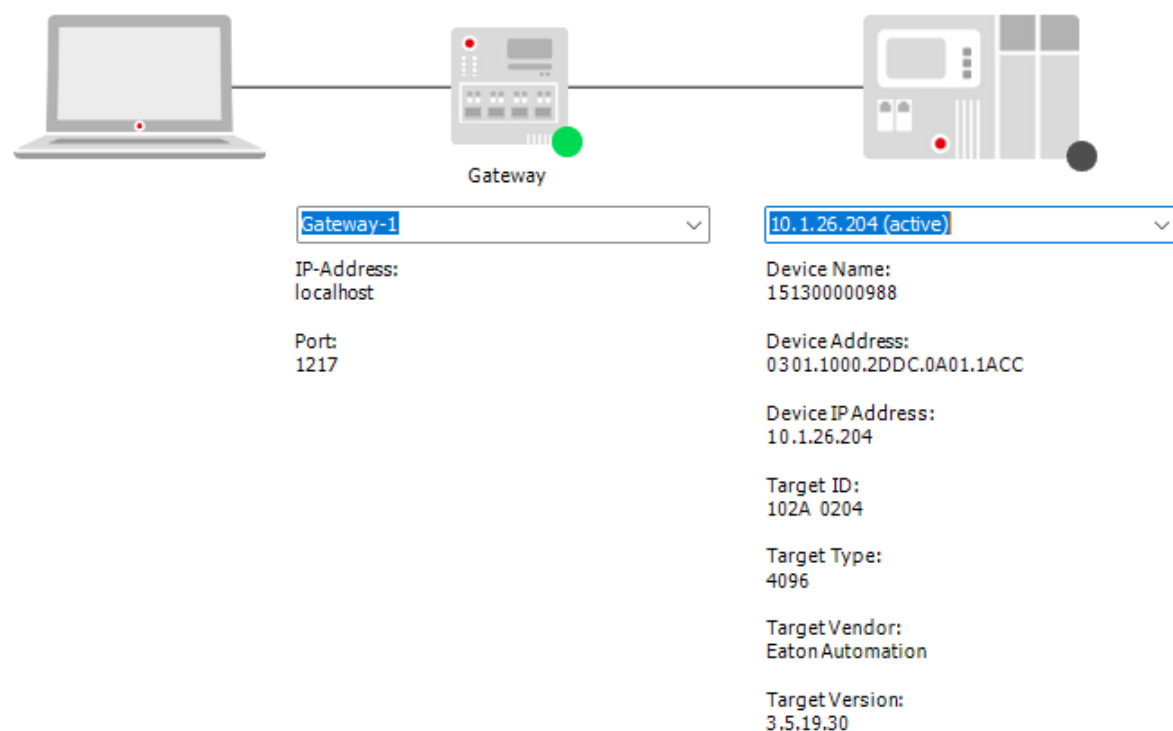 Gateway
Gateway-1
IP-Address:
localhost
Port:
1217
10.1.26.204 (active)
Device Name:
151300000988
Device Address:
0301.1000.2DDC.0A01.1ACC
Device IP Address:
10.1.26.204
Target ID:
102A 0204
Target Type:
4096
Target Vendor:
Eaton Automation
Target Version:
3.5.19.30